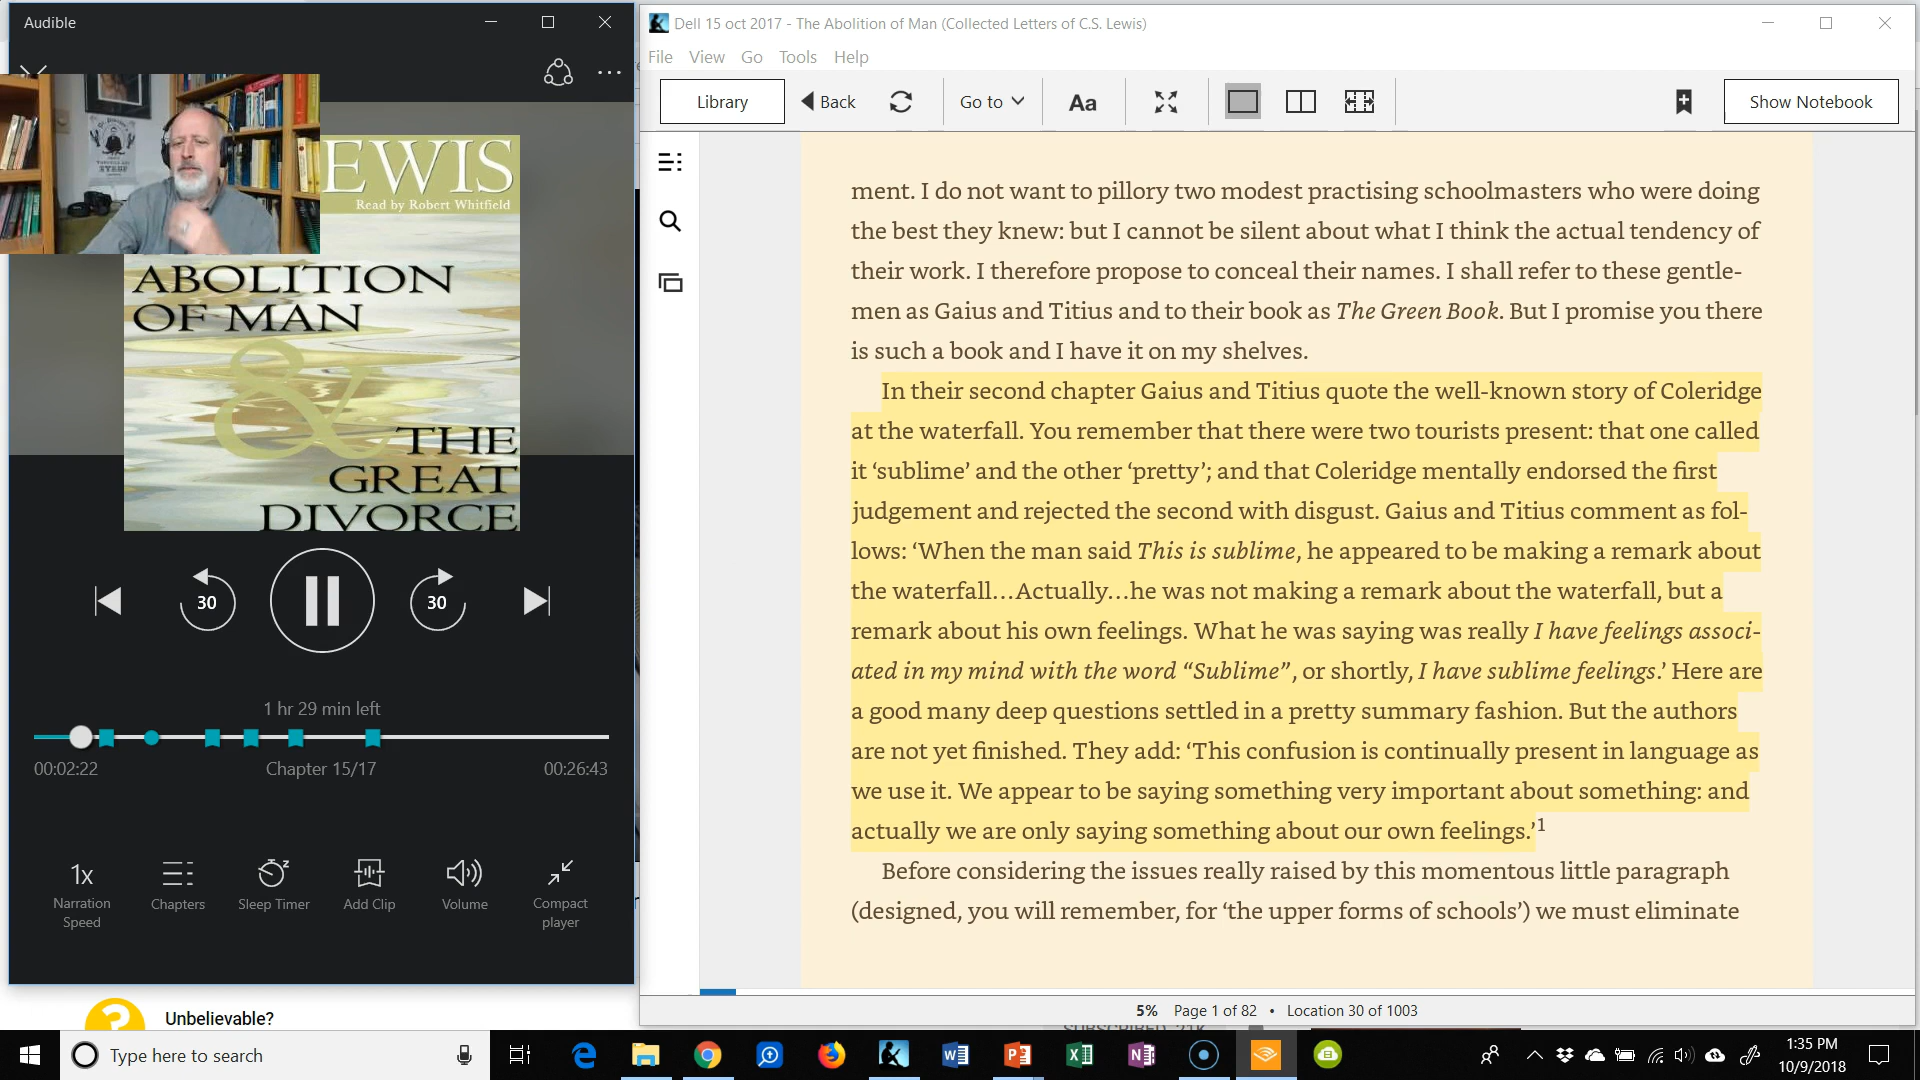 Audible
EWIS
Read by Robert Whitfield
ABOLITION
OF MAN
&
THE
GREAT
DIVORCE
30
30
1 hr 29 min left
00:02:22
Chapter 15/17
00:26:43
1x
Narration
Speed
Chapters
Sleep Timer
Add Clip
Volume
Compact
player
Unbelievable?
Dell 15 oct 2017 - The Abolition of Man (Collected Letters of C.S. Lewis)
File View Go Tools Help
Library
Back
Go to
Aa
Show Notebook
ment. I do not want to pillory two modest practising schoolmasters who were doing
the best they knew: but I cannot be silent about what I think the actual tendency of
their work. I therefore propose to conceal their names. I shall refer to these gentle-
men as Gaius and Titius and to their book as The Green Book. But I promise you there
is such a book and I have it on my shelves.
In their second chapter Gaius and Titius quote the well-known story of Coleridge
at the waterfall. You remember that there were two tourists present: that one called
it ‘sublime’ and the other ‘pretty’; and that Coleridge mentally endorsed the first
judgement and rejected the second with disgust. Gaius and Titius comment as fol-
lows: ‘When the man said This is sublime, he appeared to be making a remark about
the waterfall…Actually…he was not making a remark about the waterfall, but a
remark about his own feelings. What he was saying was really I have feelings associ-
ated in my mind with the word “Sublime”, or shortly, I have sublime feelings.’ Here are
a good many deep questions settled in a pretty summary fashion. But the authors
are not yet finished. They add: ‘This confusion is continually present in language as
we use it. We appear to be saying something very important about something: and
actually we are only saying something about our own feelings.’1
Before considering the issues really raised by this momentous little paragraph
(designed, you will remember, for ‘the upper forms of schools’) we must eliminate
5% Page 1 of 82 • Location 30 of 1003
SUBSCRIBED 21K
Type here to search
1:35 PM
10/9/2018